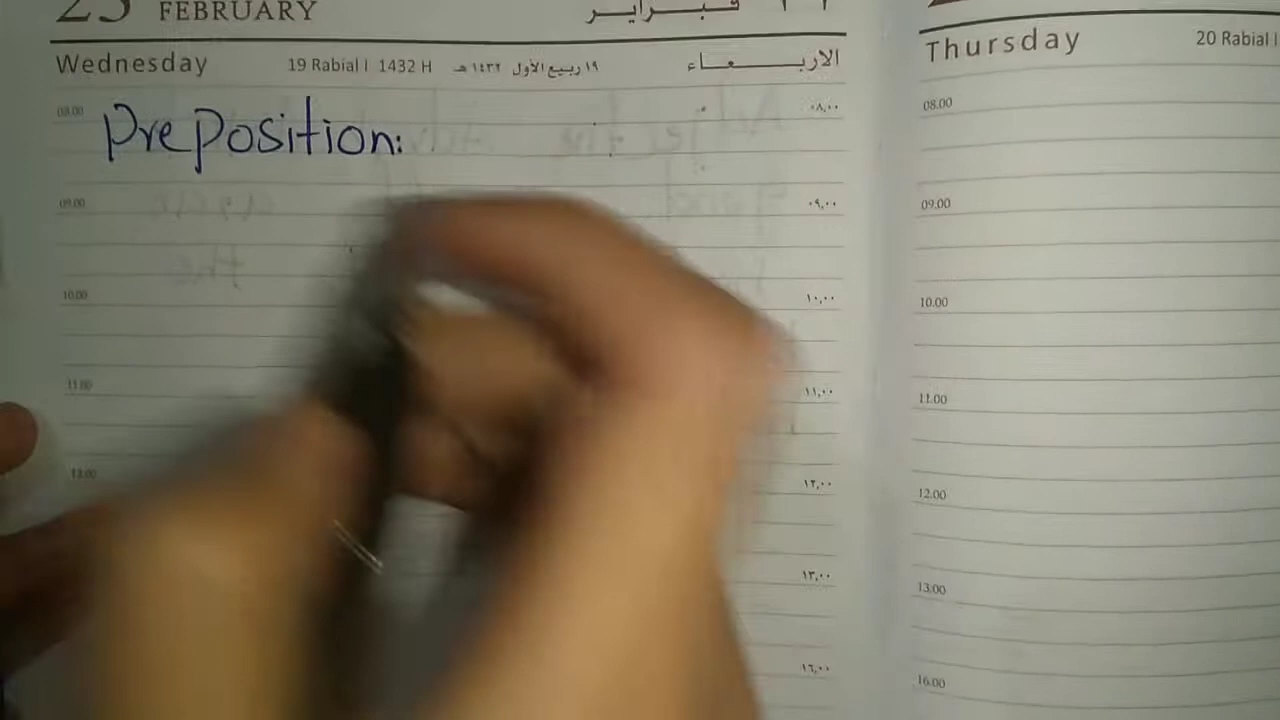 23 FEBRUARY
فبراير ٢٣
Wednesday 19 Rabial I 1432 H ١٩ ربيع الأول ١٤٣٢ هـ الاربعاء
08.00 ٠٨,٠٠
Preposition:
09.00 ٠٩,٠٠
10.00 ١٠,٠٠
11.00 ١١,٠٠
12.00 ١٢,٠٠
١٣,٠٠
١٦,٠٠
Thursday 20 Rabial I
08.00
09.00
10.00
11.00
12.00
13.00
16.00